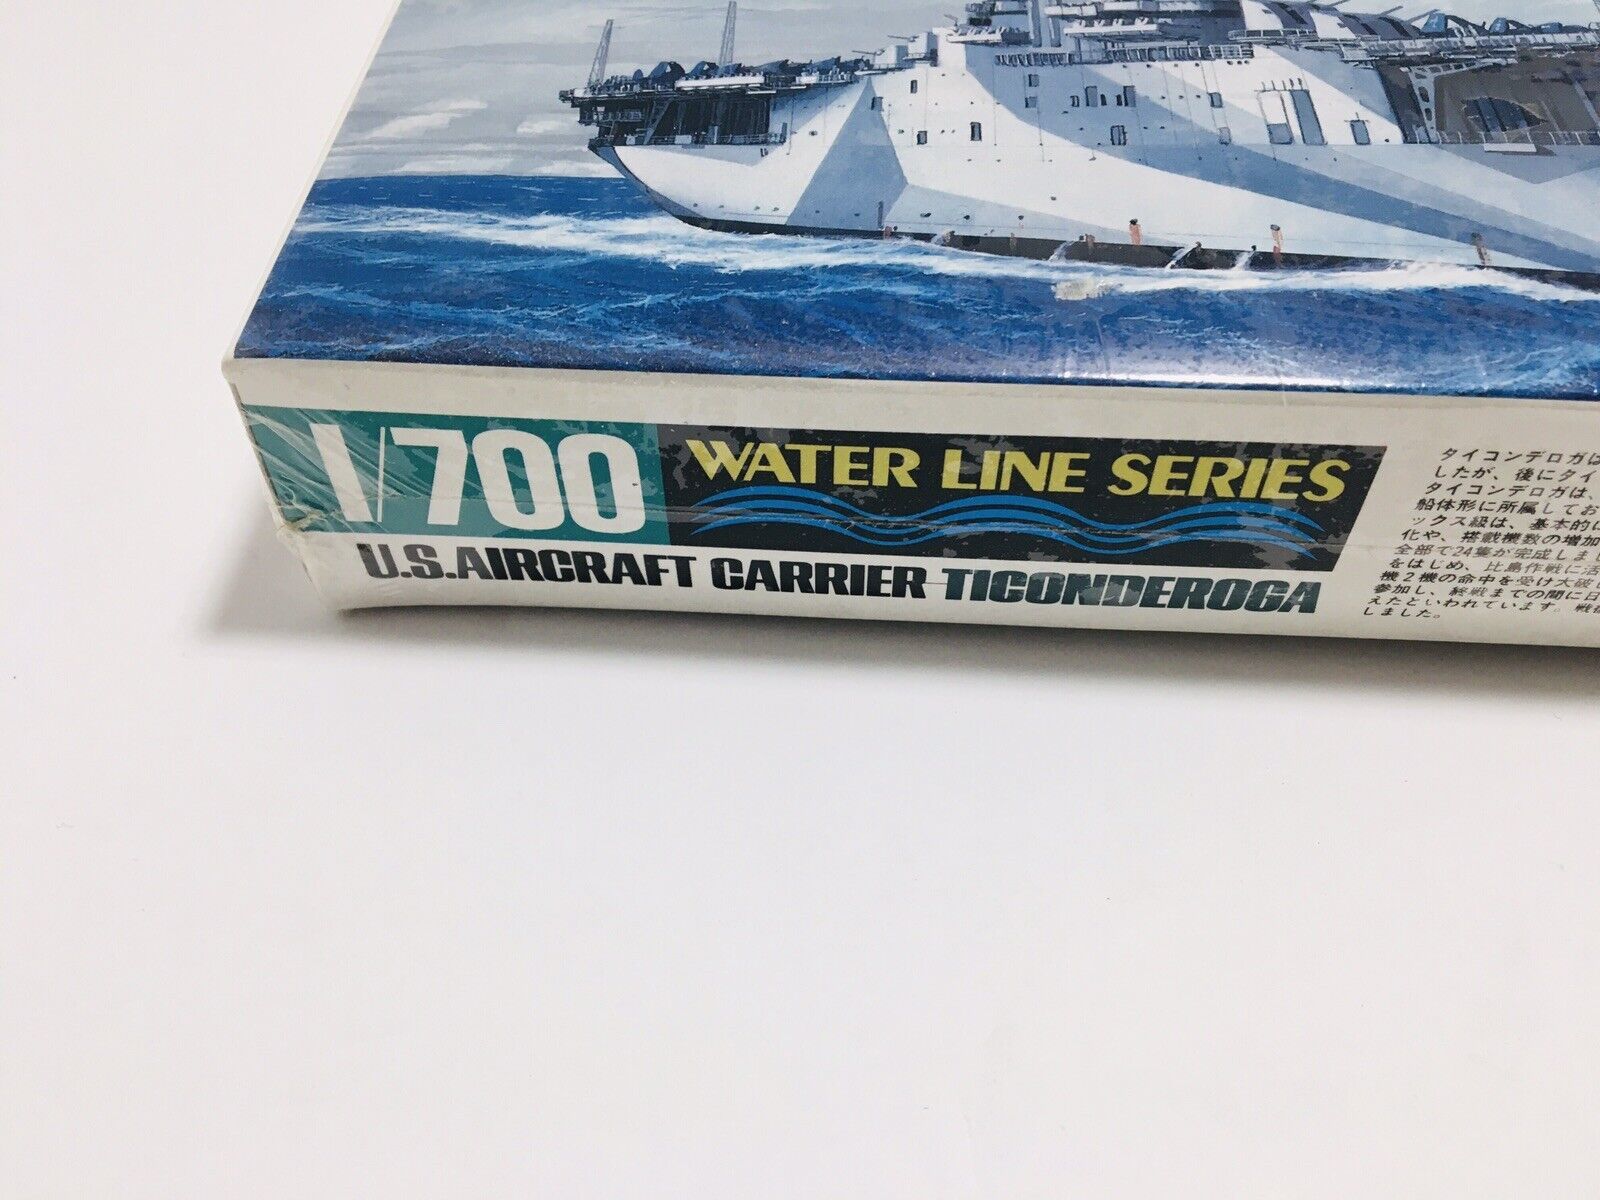 1/700
WATER LINE SERIES
U.S.AIRCRAFT CARRIER TICONDEROGA
タイコンデロガは
したが、後にタイ
タイコンデロガは、
船体形に所属してお
ックス級は、基本的に
化や、搭載機数の増加
全部で24隻が完成しまし
をはじめ、比島作戦に活
機2機の命中を受け大破し
参加し、終戦までの間に日
えたといわれています。戦後
しました。